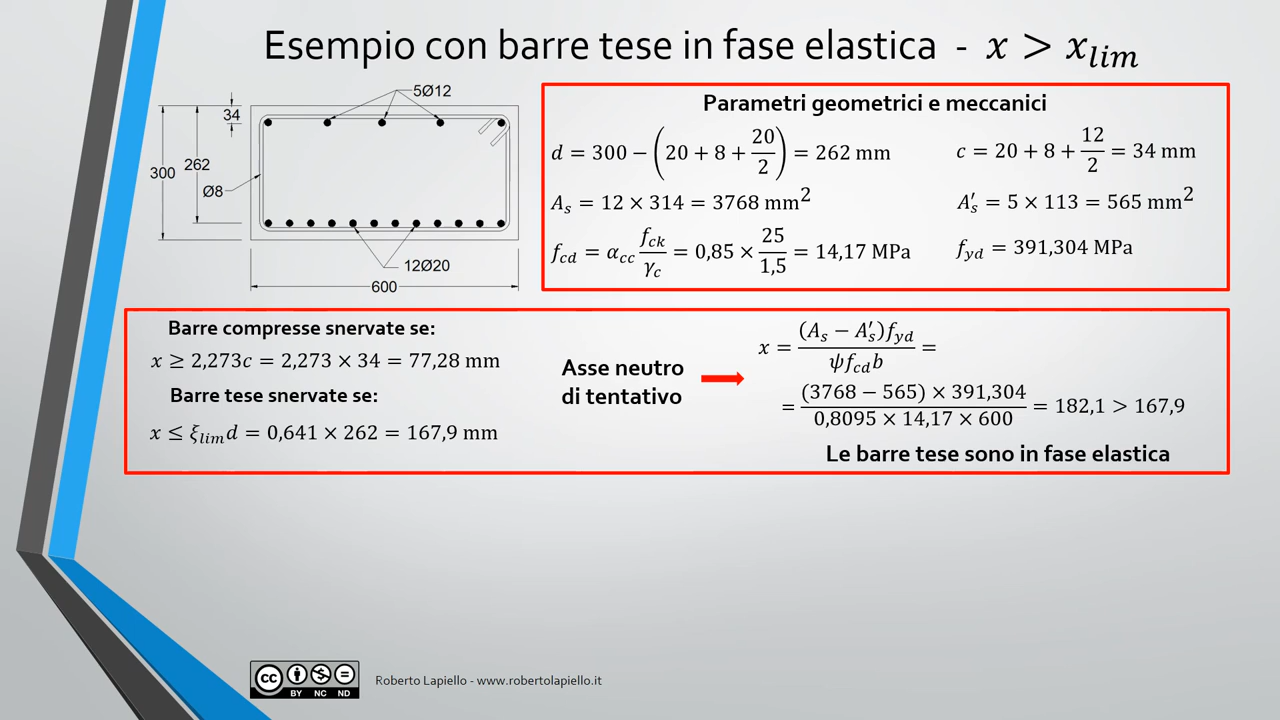 Esempio con barre tese in fase elastica - x > x_lim
5Ø12
34
300
262
Ø8
12Ø20
600
Parametri geometrici e meccanici
d = 300 − (20 + 8 + 20/2) = 262 mm
c = 20 + 8 + 12/2 = 34 mm
A_s = 12 × 314 = 3768 mm²
A'_s = 5 × 113 = 565 mm²
f_cd = α_cc f_ck/γ_c = 0,85 × 25/1,5 = 14,17 MPa
f_yd = 391,304 MPa
Barre compresse snervate se:
x ≥ 2,273c = 2,273 × 34 = 77,28 mm
Barre tese snervate se:
x ≤ ξ_lim d = 0,641 × 262 = 167,9 mm
Asse neutro
di tentativo
x = (A_s − A'_s)f_yd / ψf_cd b =
= (3768 − 565) × 391,304 / 0,8095 × 14,17 × 600 = 182,1 > 167,9
Le barre tese sono in fase elastica
cc
BY NC ND
Roberto Lapiello - www.robertolapiello.it